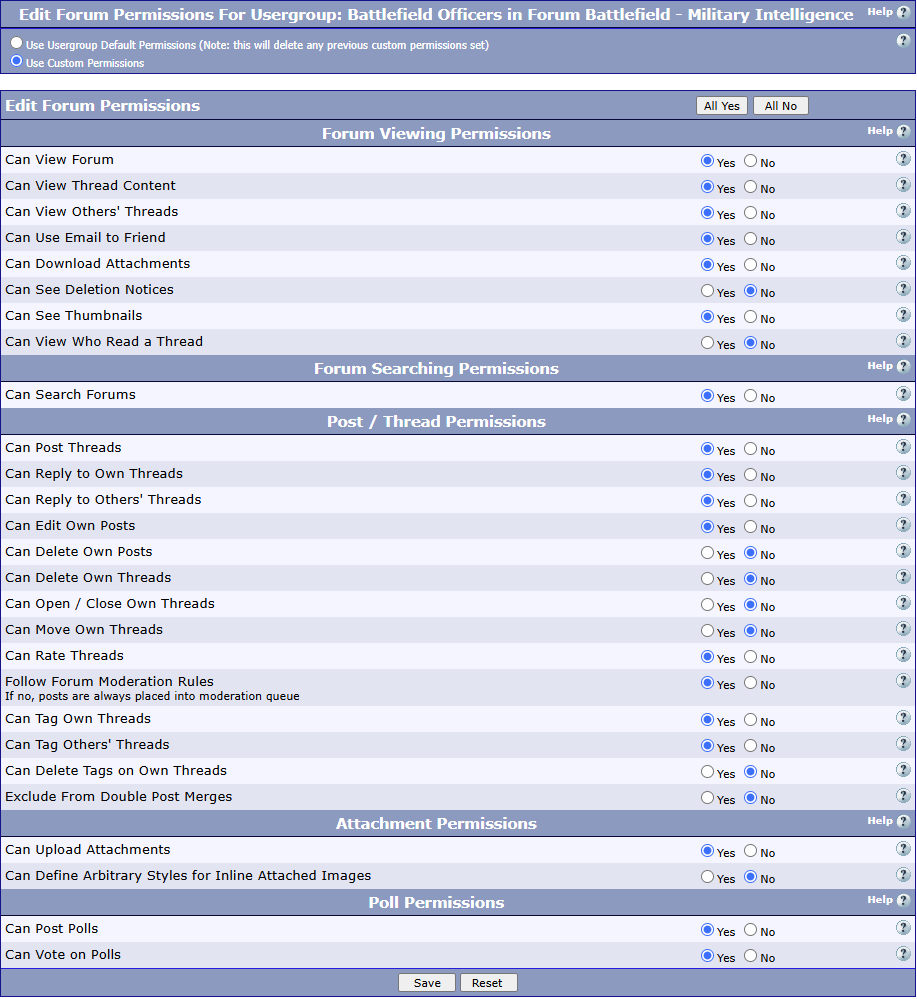 Edit Forum Permissions For Usergroup: Battlefield Officers in Forum Battlefield - Military Intelligence Help ?
Use Usergroup Default Permissions (Note: this will delete any previous custom permissions set) ?
Use Custom Permissions
Edit Forum Permissions All Yes All No
Forum Viewing Permissions Help ?
Can View Forum Yes No ?
Can View Thread Content Yes No ?
Can View Others' Threads Yes No ?
Can Use Email to Friend Yes No ?
Can Download Attachments Yes No ?
Can See Deletion Notices Yes No ?
Can See Thumbnails Yes No ?
Can View Who Read a Thread Yes No ?
Forum Searching Permissions Help ?
Can Search Forums Yes No ?
Post / Thread Permissions Help ?
Can Post Threads Yes No ?
Can Reply to Own Threads Yes No ?
Can Reply to Others' Threads Yes No ?
Can Edit Own Posts Yes No ?
Can Delete Own Posts Yes No ?
Can Delete Own Threads Yes No ?
Can Open / Close Own Threads Yes No ?
Can Move Own Threads Yes No ?
Can Rate Threads Yes No ?
Follow Forum Moderation Rules Yes No ?
If no, posts are always placed into moderation queue
Can Tag Own Threads Yes No ?
Can Tag Others' Threads Yes No ?
Can Delete Tags on Own Threads Yes No ?
Exclude From Double Post Merges Yes No ?
Attachment Permissions Help ?
Can Upload Attachments Yes No ?
Can Define Arbitrary Styles for Inline Attached Images Yes No ?
Poll Permissions Help ?
Can Post Polls Yes No ?
Can Vote on Polls Yes No ?
Save Reset